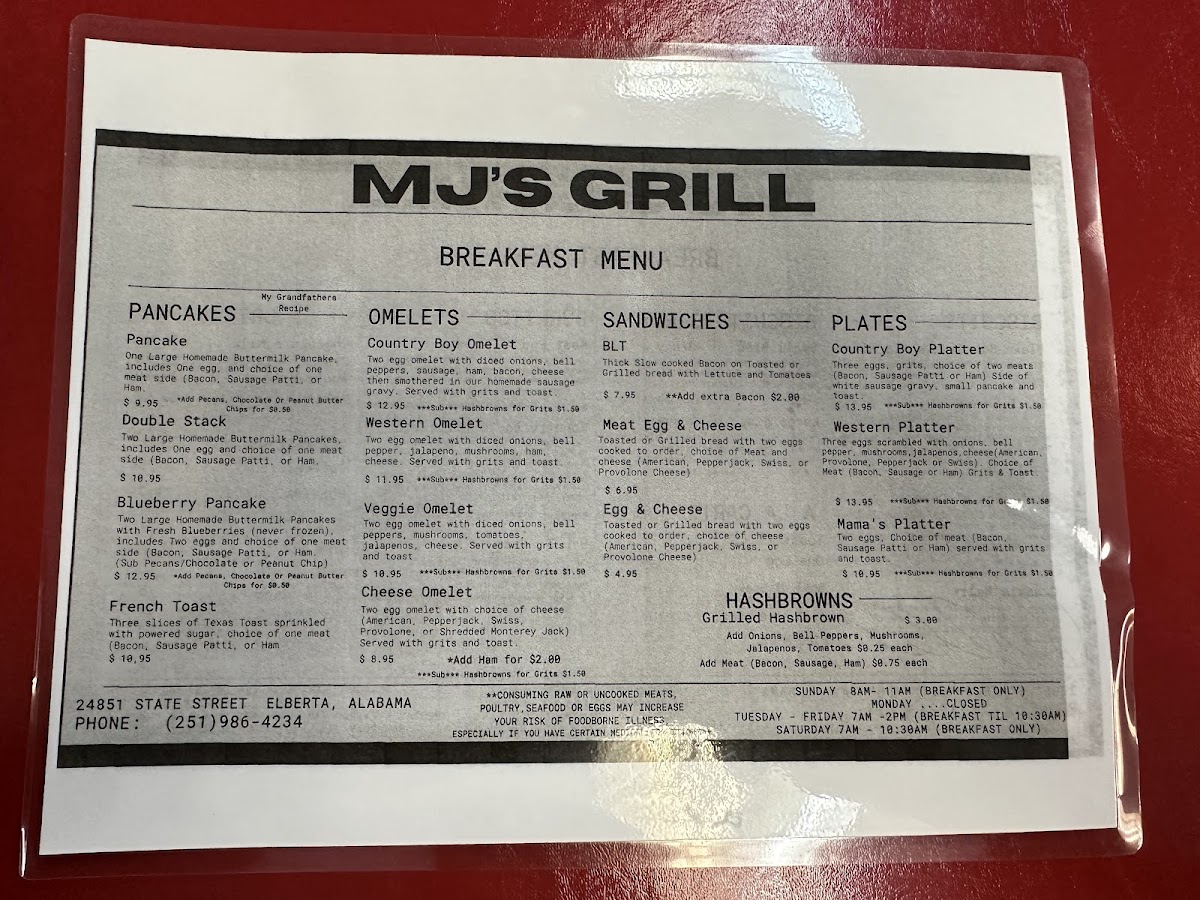 MJ'S GRILL
BREAKFAST MENU
PANCAKES
My Grandfathers
Recipe
Pancake
One Large Homemade Buttermilk Pancake,
includes One egg, and choice of one
meat side (Bacon, Sausage Patti, or
Ham.
$ 9.95 *Add Pecans, Chocolate Or Peanut Butter
Chips for $0.50
Double Stack
Two Large Homemade Buttermilk Pancakes,
includes One egg and choice of one meat
side (Bacon, Sausage Patti, or Ham.
$ 10.95
Blueberry Pancake
Two Large Homemade Buttermilk Pancakes
with Fresh Blueberries (never frozen),
includes Two eggs and choice of one meat
side (Bacon, Sausage Patti, or Ham.
(Sub Pecans/Chocolate or Peanut Chip)
$ 12.95 *Add Pecans, Chocolate Or Peanut Butter
Chips for $0.50
French Toast
Three slices of Texas Toast sprinkled
with powered sugar, choice of one meat
(Bacon, Sausage Patti, or Ham
$ 10,95
OMELETS
Country Boy Omelet
Two egg omelet with diced onions, bell
peppers, sausage, ham, bacon, cheese
then smothered in our homemade sausage
gravy. Served with grits and toast.
$ 12.95 ***Sub*** Hashbrowns for Grits $1.50
Western Omelet
Two egg omelet with diced onions, bell
pepper, jalapeno, mushrooms, ham,
cheese. Served with grits and toast.
$ 11.95 ***Sub*** Hashbrowns for Grits $1.50
Veggie Omelet
Two egg omelet with diced onions, bell
peppers, mushrooms, tomatoes,
jalapenos, cheese. Served with grits
and toast.
$ 10.95 ***Sub*** Hashbrowns for Grits $1.50
Cheese Omelet
Two egg omelet with choice of cheese
(American, Pepperjack, Swiss,
Provolone, or Shredded Monterey Jack)
Served with grits and toast.
$ 8.95 *Add Ham for $2.00
***Sub*** Hashbrowns for Grits $1.50
SANDWICHES
BLT
Thick Slow cooked Bacon on Toasted or
Grilled bread with Lettuce and Tomatoes
$ 7.95 **Add extra Bacon $2.00
Meat Egg & Cheese
Toasted or Grilled bread with two eggs
cooked to order, choice of Meat and
cheese (American, Pepperjack, Swiss, or
Provolone Cheese)
$ 6.95
Egg & Cheese
Toasted or Grilled bread with two eggs
cooked to order, choice of cheese
(American, Pepperjack, Swiss, or
Provolone Cheese)
$ 4.95
PLATES
Country Boy Platter
Three eggs, grits, choice of two meats
(Bacon, Sausage Patti or Ham) Side of
white sausage gravy, small pancake and
toast.
$ 13.95 ***Sub*** Hashbrowns for Grits $1.50
Western Platter
Three eggs scrambled with onions, bell
pepper, mushrooms,jalapenos,cheese(American,
Provolone, Pepperjack or Swiss). Choice of
Meat (Bacon, Sausage or Ham) Grits & Toast.
$ 13.95 ***Sub*** Hashbrowns for $1.50
Mama's Platter
Two eggs, Choice of meat (Bacon,
Sausage Patti or Ham) served with grits
and toast.
$ 10.95 ***Sub*** Hashbrowns for Grits $1.50
HASHBROWNS
Grilled Hashbrown $ 3.00
Add Onions, Bell Peppers, Mushrooms,
Jalapenos, Tomatoes $0.25 each
Add Meat (Bacon, Sausage, Ham) $0.75 each
24851 STATE STREET ELBERTA, ALABAMA
PHONE: (251)986-4234
**CONSUMING RAW OR UNCOOKED MEATS,
POULTRY,SEAFOOD OR EGGS MAY INCREASE
YOUR RISK OF FOODBORNE ILLNESS
ESPECIALLY IF YOU HAVE CERTAIN
SUNDAY 8AM- 11AM (BREAKFAST ONLY)
MONDAY ....CLOSED
TUESDAY - FRIDAY 7AM -2PM (BREAKFAST TIL 10:30AM)
SATURDAY 7AM - 10:30AM (BREAKFAST ONLY)